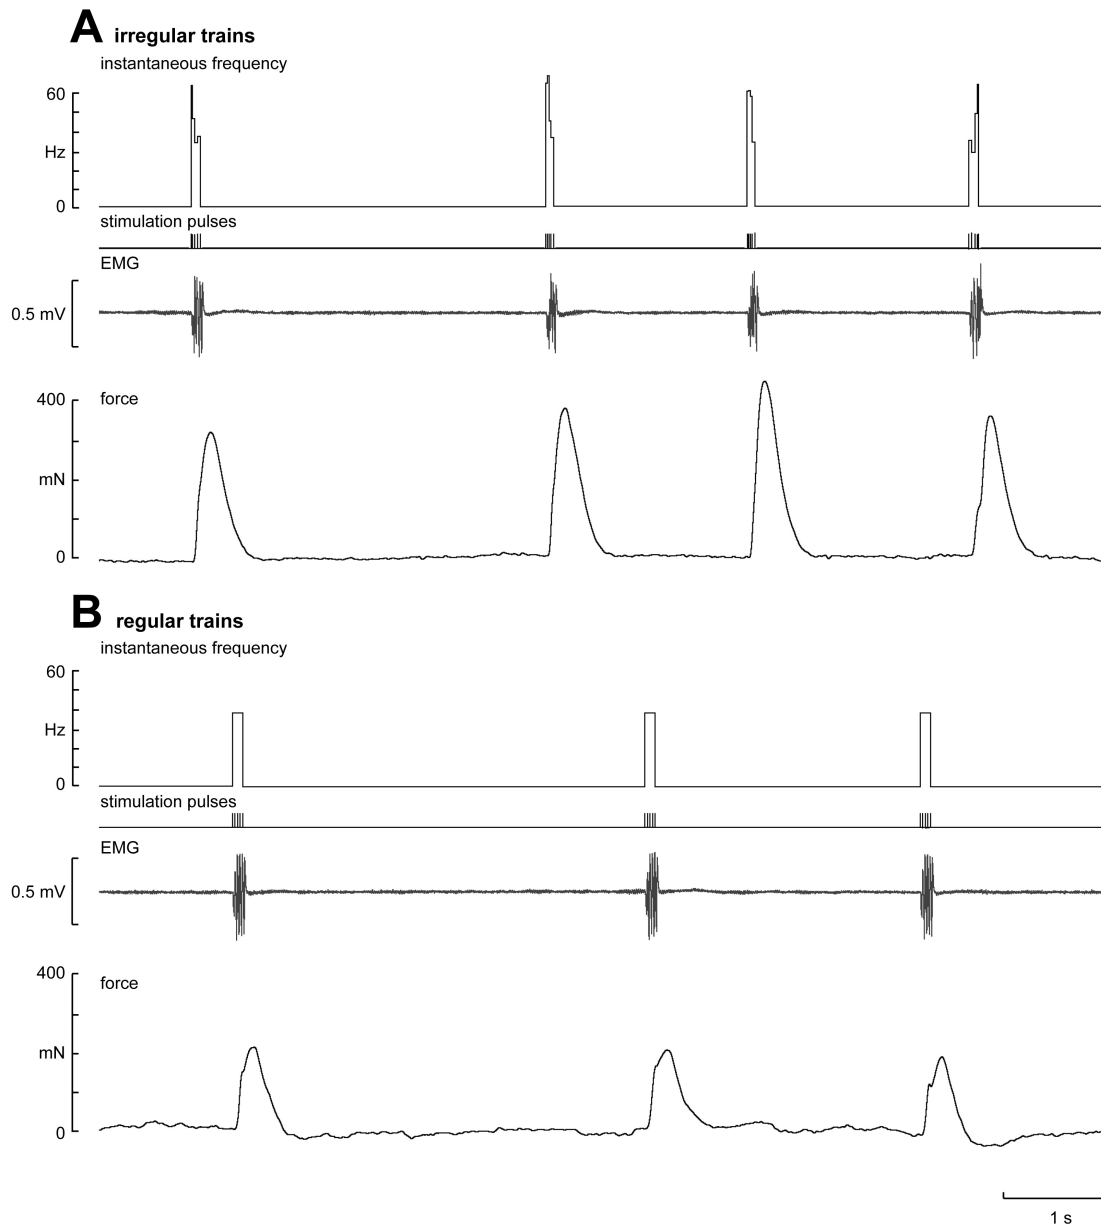 A irregular trains
instantaneous frequency
60
Hz
0
stimulation pulses
EMG
0.5 mV
400
force
mN
0
B regular trains
instantaneous frequency
60
Hz
0
stimulation pulses
EMG
0.5 mV
400
force
mN
0
1 s